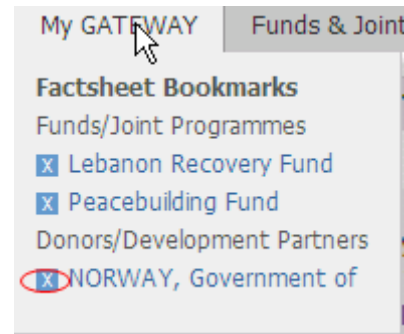 My GATEWAY Funds & Joint
Factsheet Bookmarks
Funds/Joint Programmes
x Lebanon Recovery Fund
x Peacebuilding Fund
Donors/Development Partners
x NORWAY, Government of